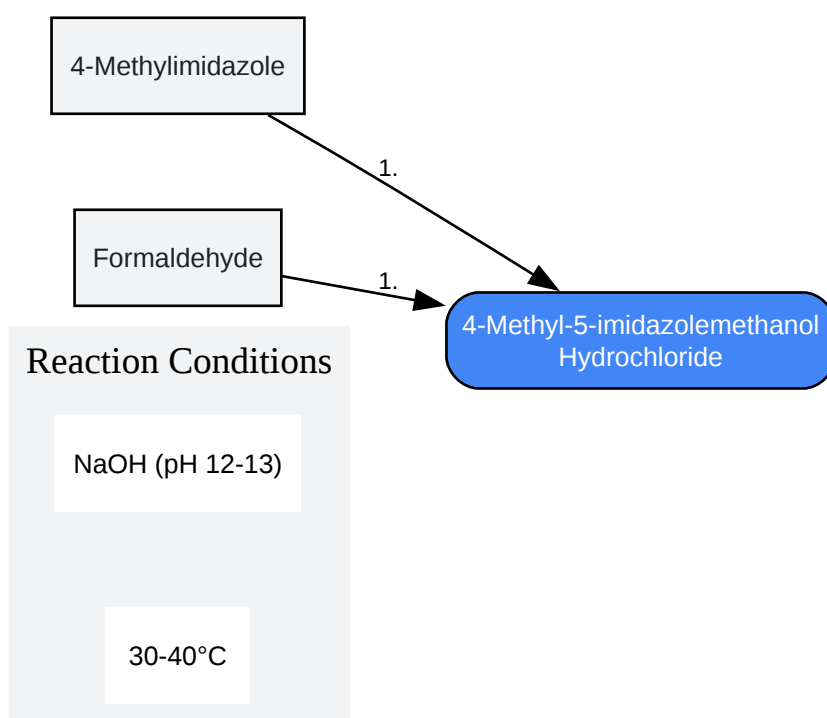 4-Methylimidazole
1.
Formaldehyde
1.
4-Methyl-5-imidazolemethanol
Hydrochloride
Reaction Conditions
NaOH (pH 12-13)
30-40°C